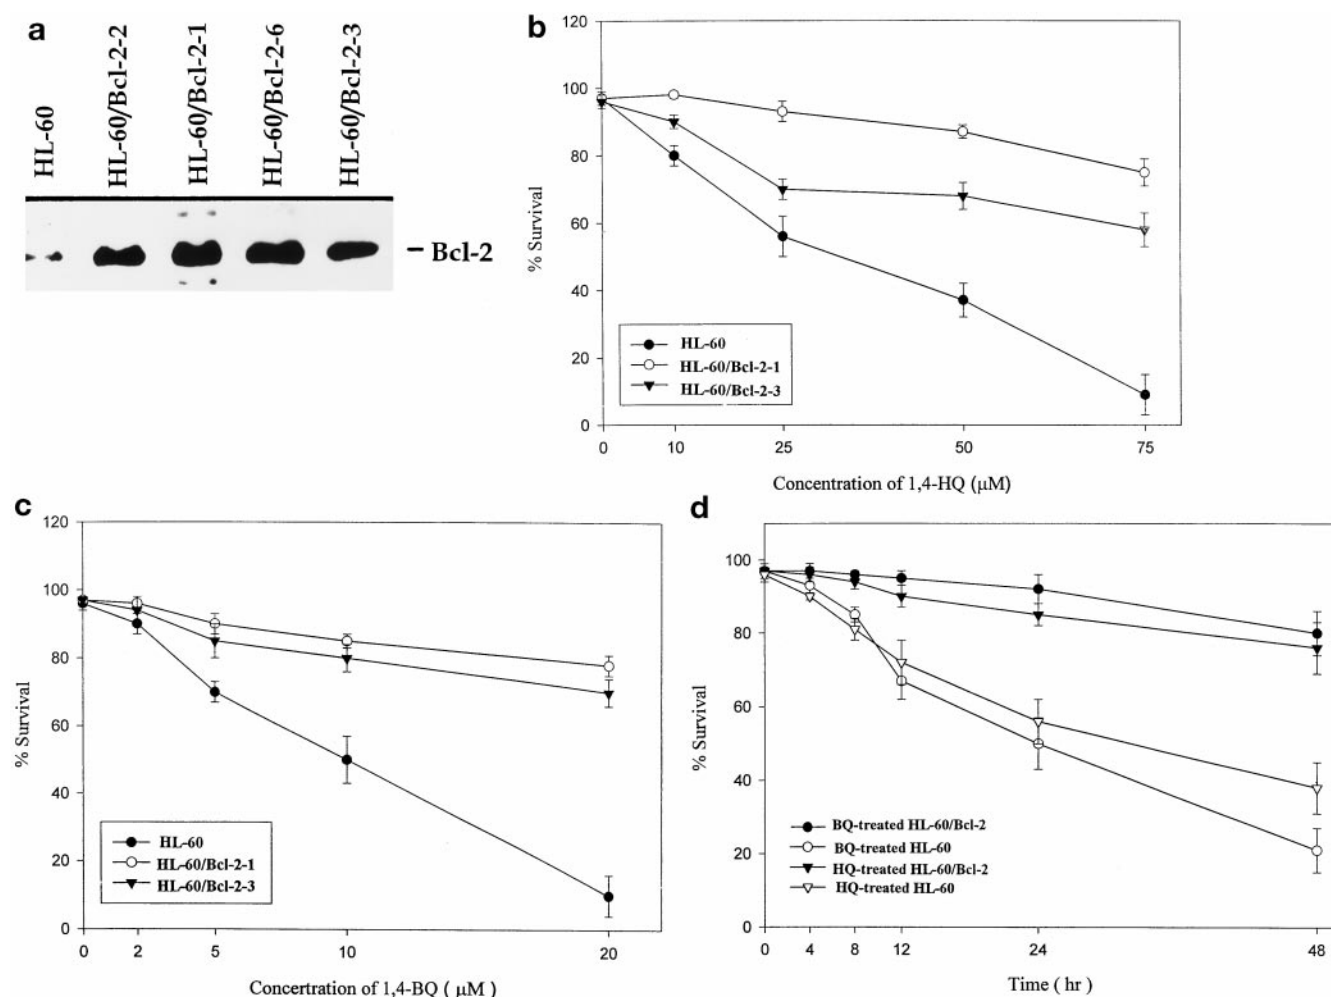 a
HL-60
HL-60/Bcl-2-2
HL-60/Bcl-2-1
HL-60/Bcl-2-6
HL-60/Bcl-2-3
– Bcl-2
b
120
100
80
60
40
20
0
% Survival
HL-60
HL-60/Bcl-2-1
HL-60/Bcl-2-3
0 10 25 50 75
Concentration of 1,4-HQ (μM)
c
120
100
80
60
40
20
0
% Survival
HL-60
HL-60/Bcl-2-1
HL-60/Bcl-2-3
0 2 5 10 20
Concertration of 1,4-BQ ( μM )
d
100
80
60
40
20
0
% Survival
BQ-treated HL-60/Bcl-2
BQ-treated HL-60
HQ-treated HL-60/Bcl-2
HQ-treated HL-60
0 4 8 12 24 48
Time ( hr )